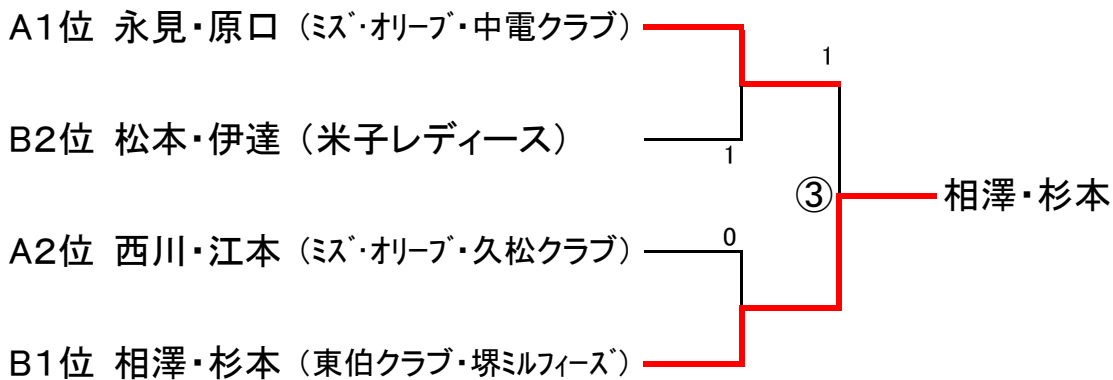 A1位 永見・原口 (ﾐｽﾞ・ｵﾘｰﾌﾞ・中電クラブ)
1
B2位 松本・伊達 (米子レディース)
1
③ 相澤・杉本
A2位 西川・江本 (ﾐｽﾞ・ｵﾘｰﾌﾞ・久松クラブ)
0
B1位 相澤・杉本 (東伯クラブ・堺ﾐﾙﾌｨｰｽﾞ)